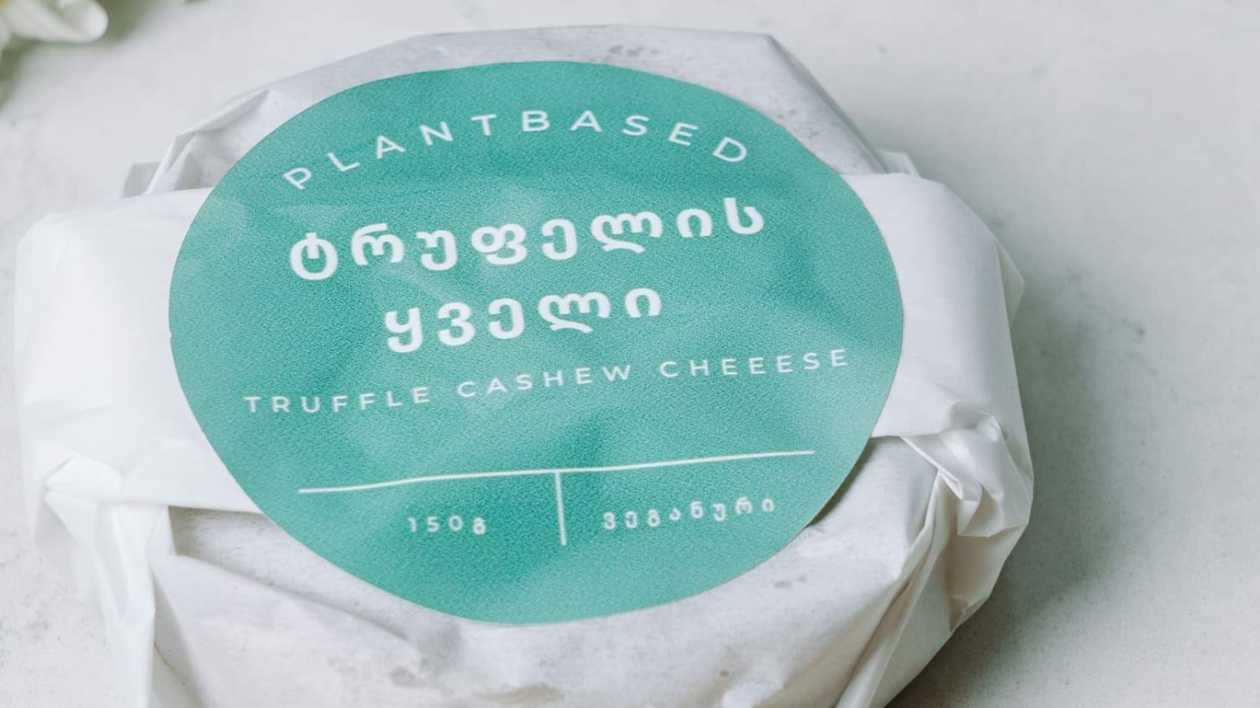 PLANTBASED
ტრუფელის
ყველი
TRUFFLE CASHEW CHEEESE
150გ
ვეგანური